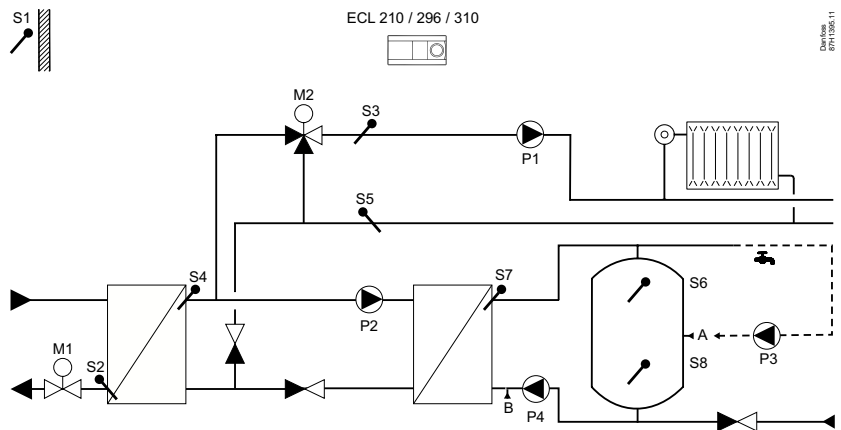 S1
ECL 210 / 296 / 310
Danfoss
87H1395.11
M2
S3
P1
S5
S4
S7
S6
P2
A
P3
M1
S2
S8
B
P4